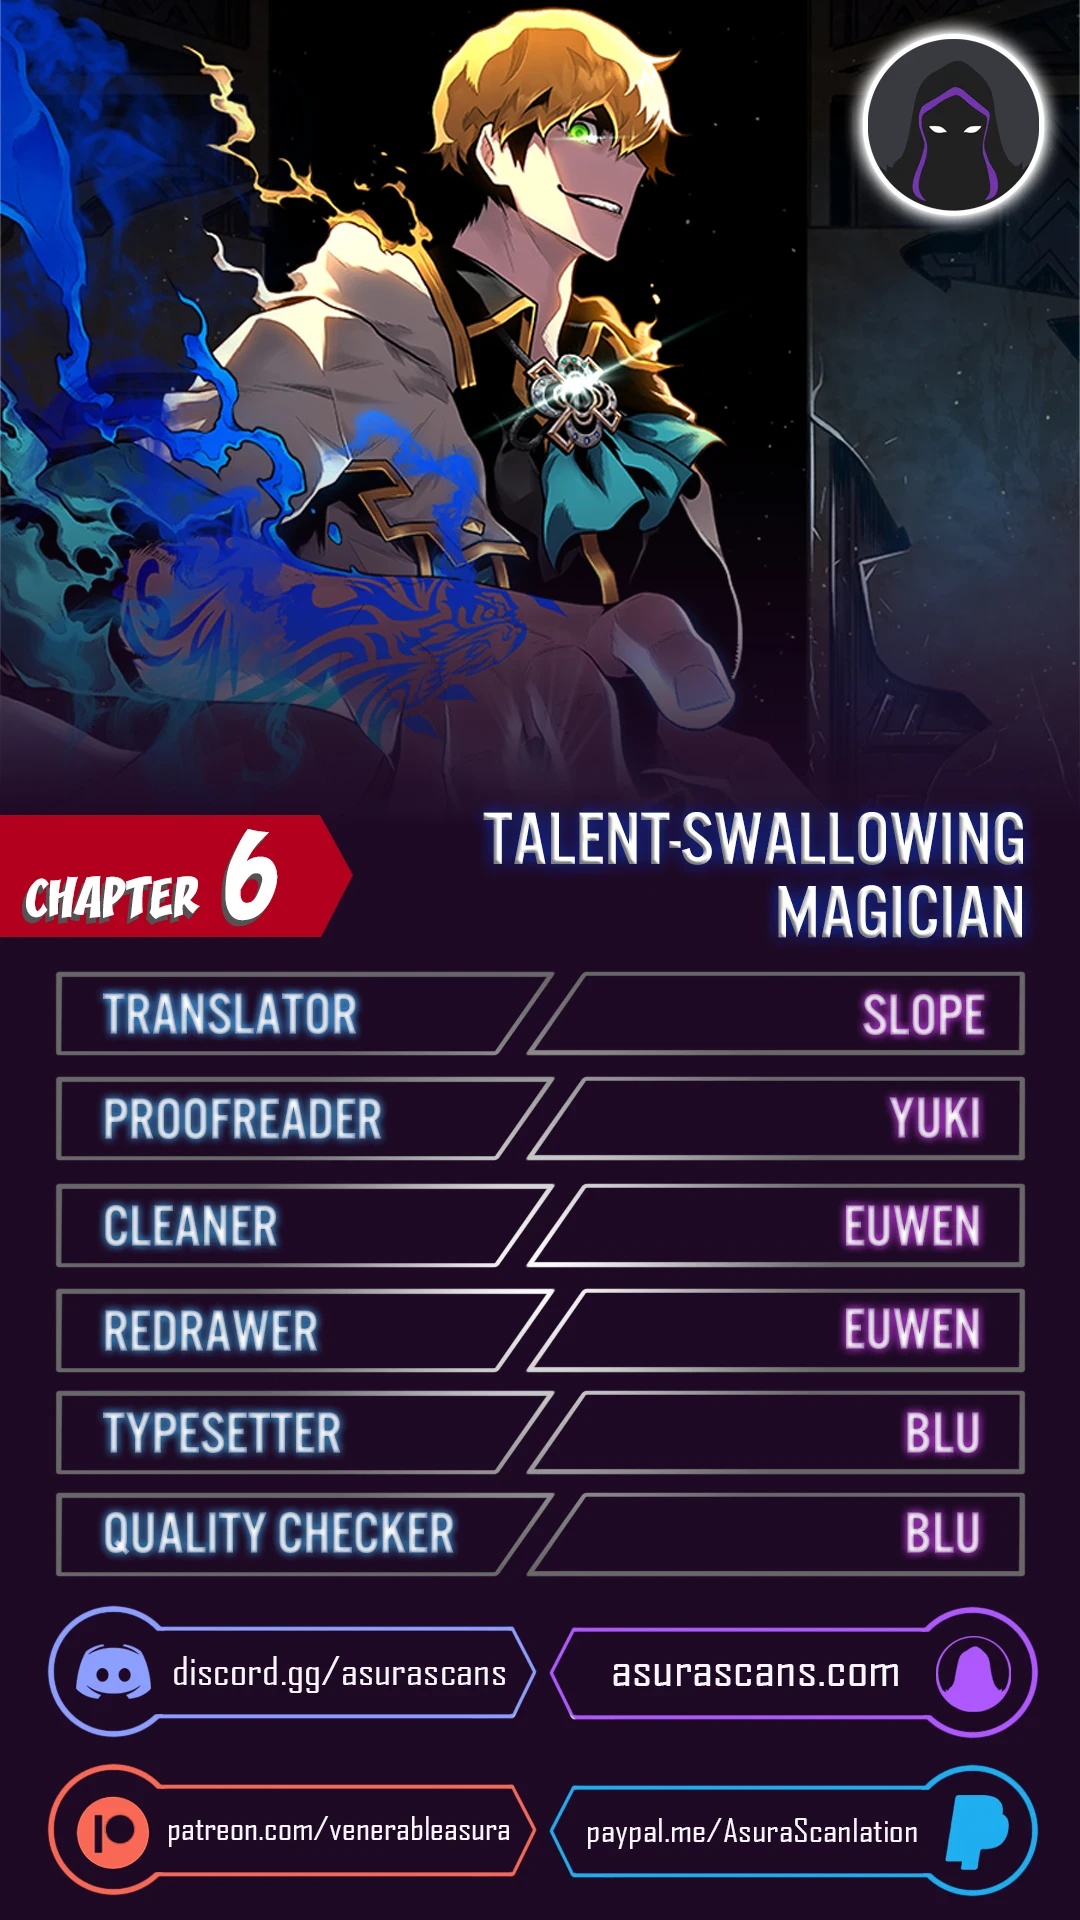 CHAPTER 6
TALENT-SWALLOWING
MAGICIAN
TRANSLATOR SLOPE
PROOFREADER YUKI
CLEANER EUWEN
REDRAWER EUWEN
TYPESETTER BLU
QUALITY CHECKER BLU
discord.gg/asurascans
asurascans.com
patreon.com/venerableasura
paypal.me/AsuraScanlation